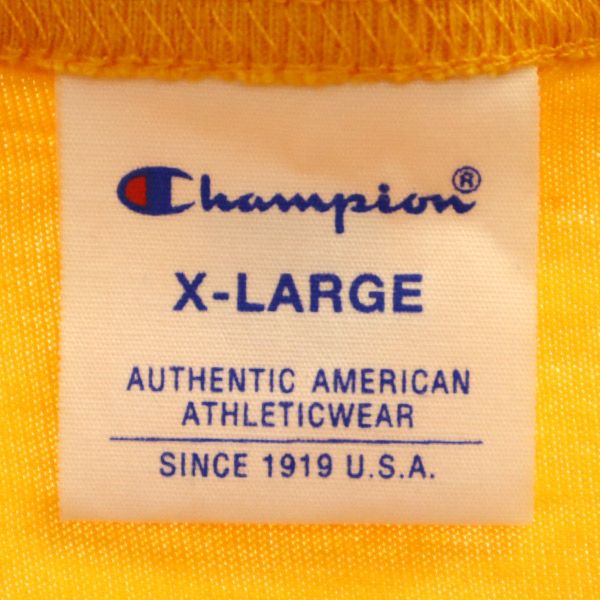 Champion®
X-LARGE
AUTHENTIC AMERICAN
ATHLETICWEAR
SINCE 1919 U.S.A.